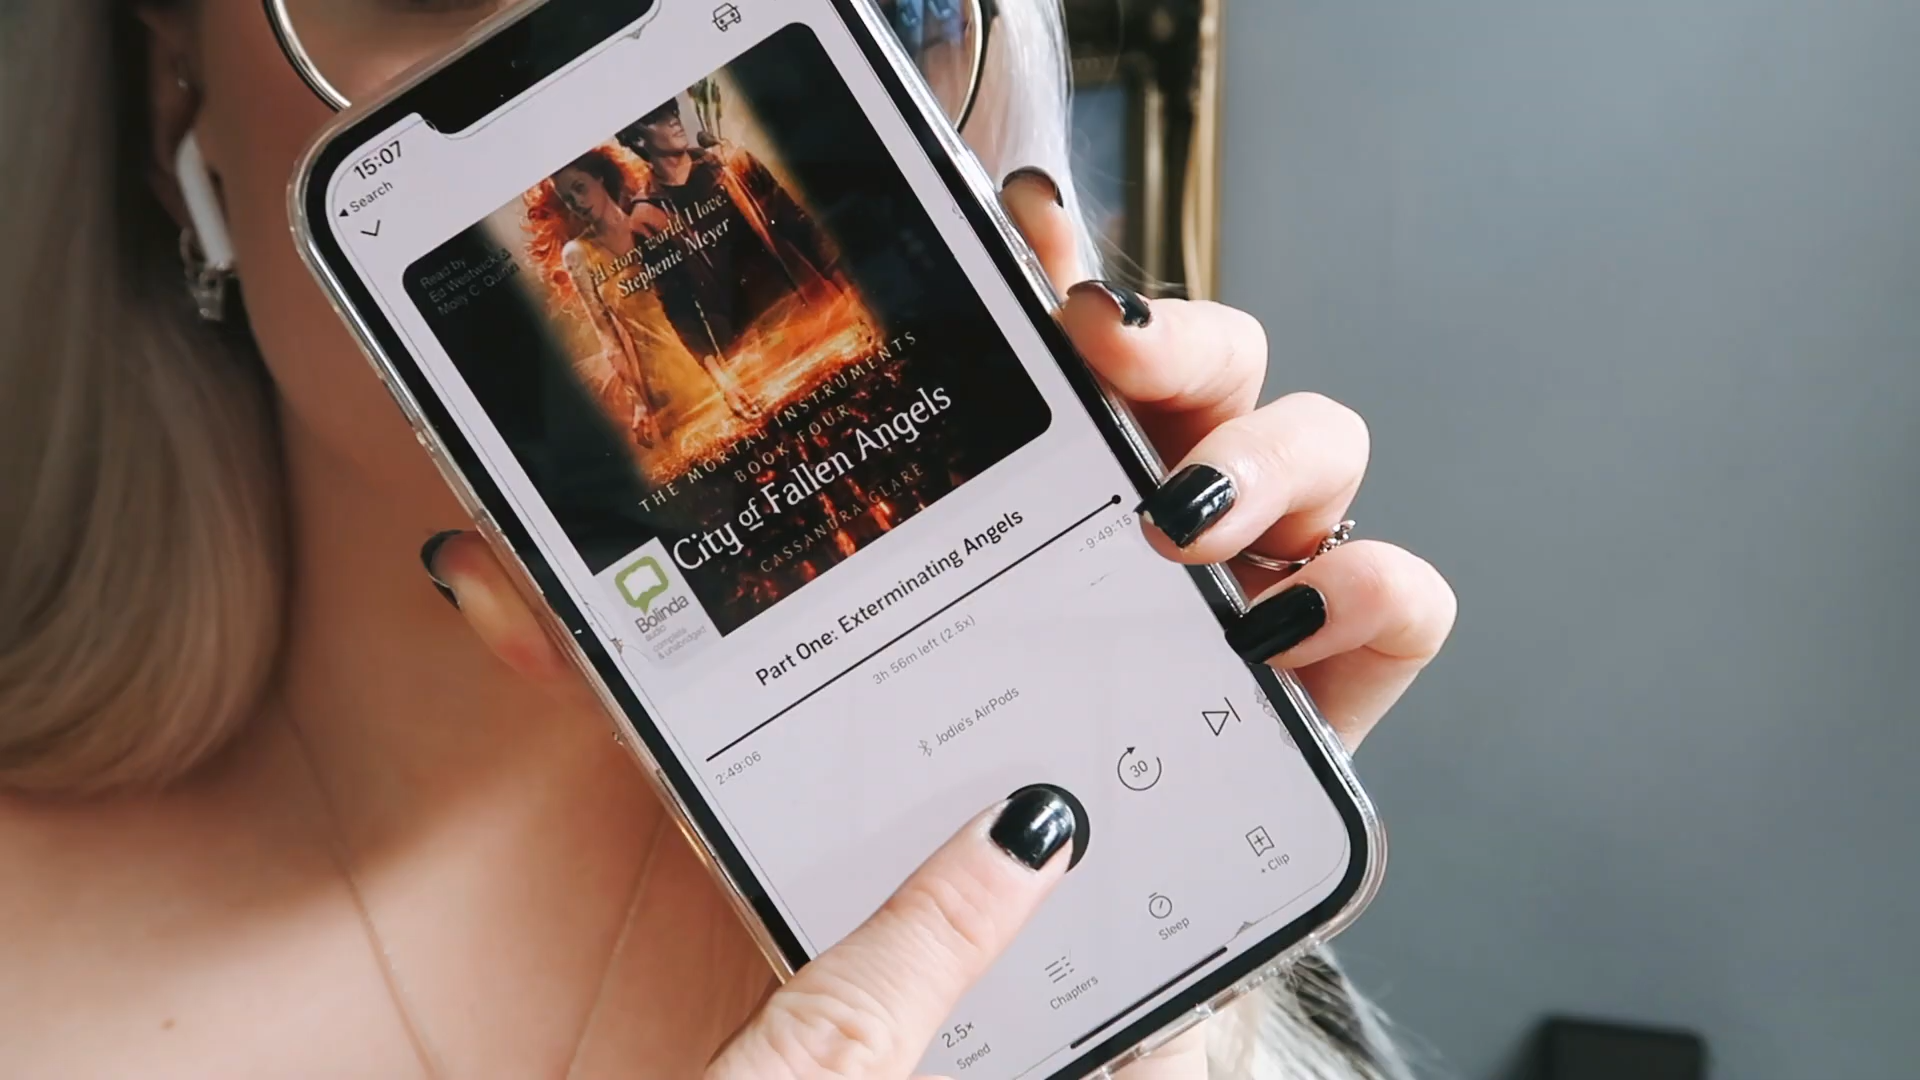 15:07
Search
Read by
Ed Westwick &
Molly C. Quinn
story world I love.
Stephenie Meyer
THE MORTAL INSTRUMENTS
BOOK FOUR
City of Fallen Angels
CASSANDRA CLARE
Bolinda
audio
complete
& unabridged
Part One: Exterminating Angels
2:49:06
- 9:49:15
3h 56m left (2.5x)
Jodie's AirPods
30
2.5x
Speed
Chapters
Sleep
+ Clip